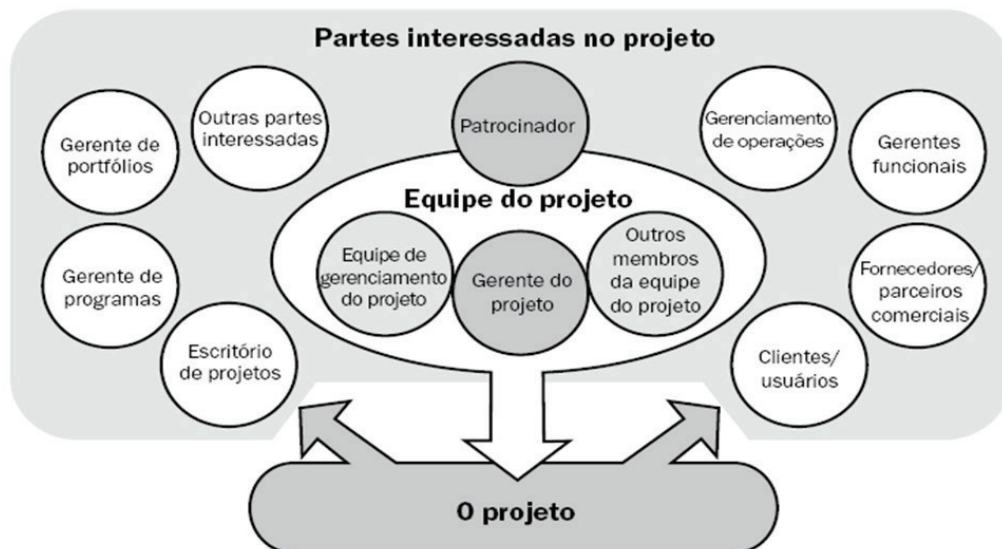 Partes interessadas no projeto
Gerente de
portfólios
Outras partes
interessadas
Patrocinador
Gerenciamento
de operações
Gerentes
funcionais
Equipe do projeto
Gerente de
programas
Equipe de
gerenciamento
do projeto
Gerente do
projeto
Outros
membros
da equipe
do projeto
Fornecedores/
parceiros
comerciais
Escritório
de projetos
Clientes/
usuários
O projeto